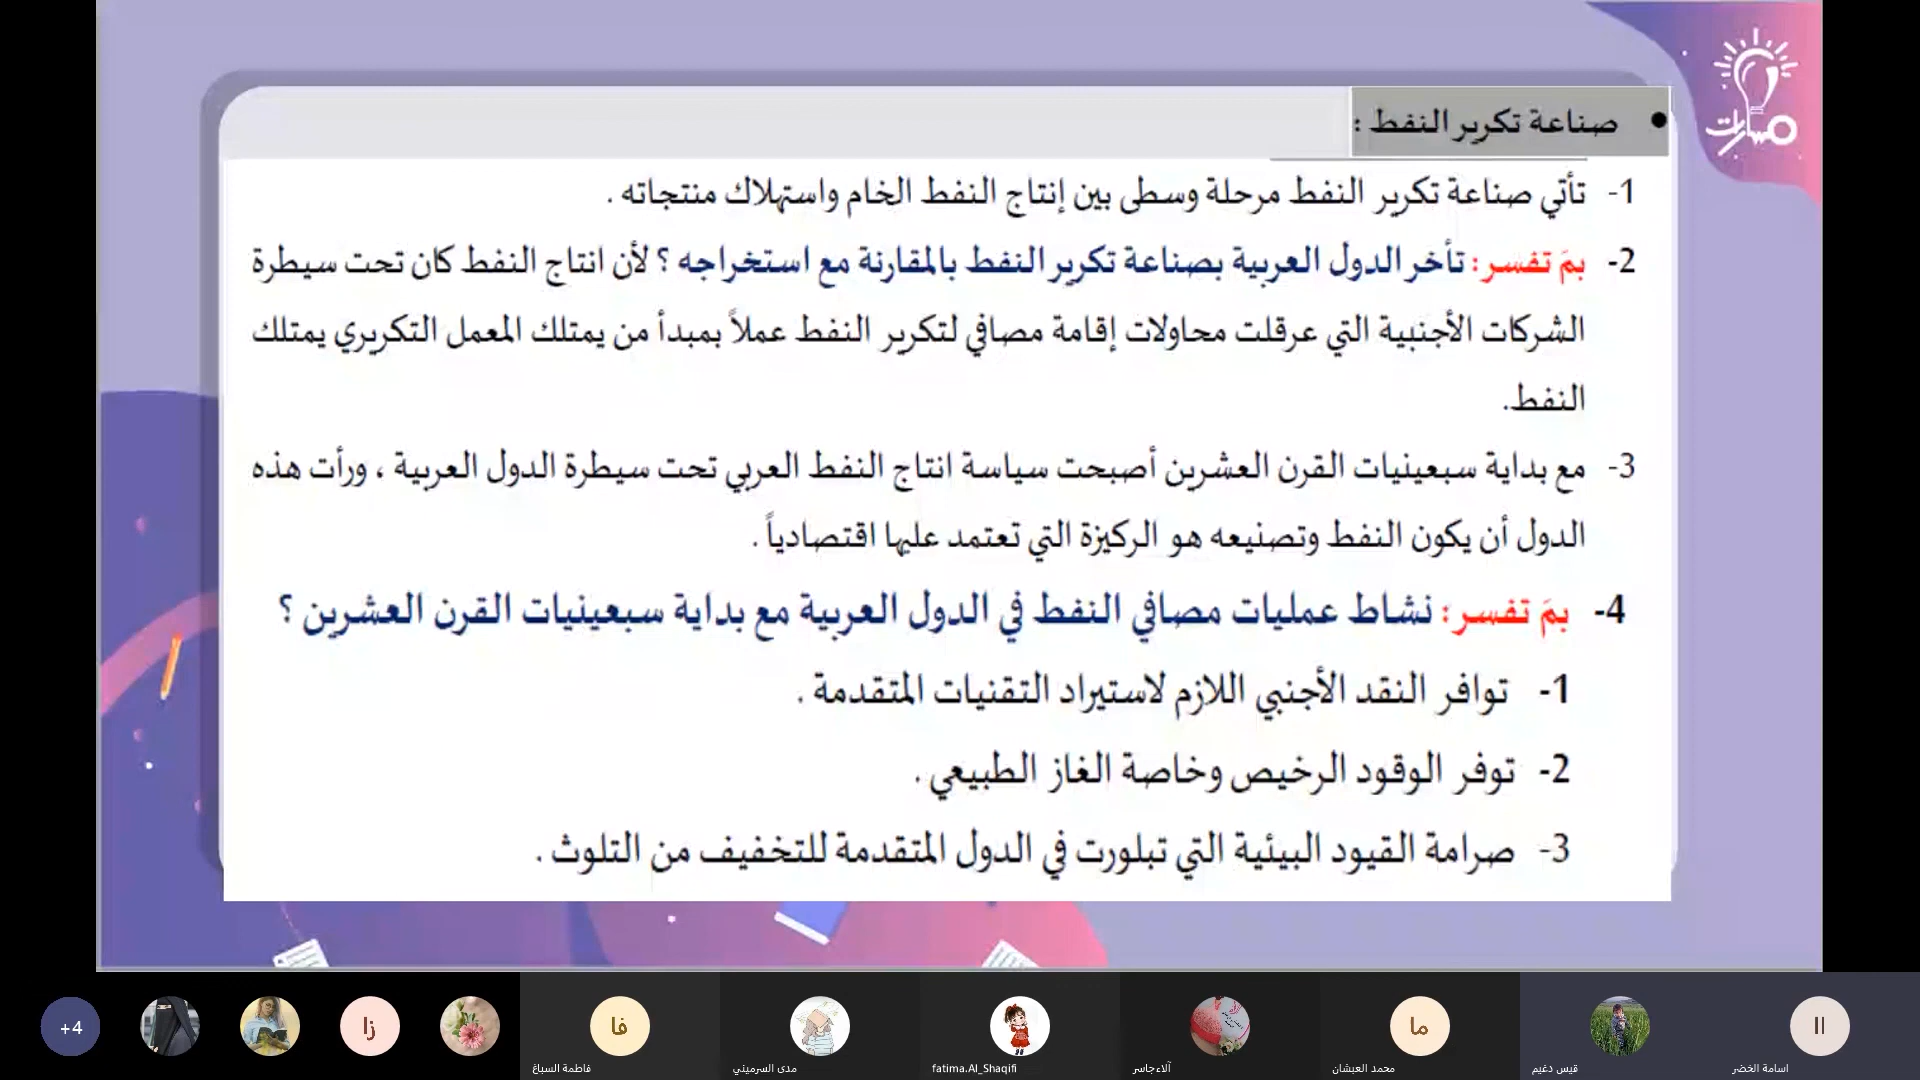 • صناعة تكرير النفط :
مسارات
1- تأتي صناعة تكرير النفط مرحلة وسطى بين إنتاج النفط الخام واستهلاك منتجاته .
2- بمَ تفسر: تأخر الدول العربية بصناعة تكرير النفط بالمقارنة مع استخراجه ؟ لأن انتاج النفط كان تحت سيطرة
الشركات الأجنبية التي عرقلت محاولات إقامة مصافي لتكرير النفط عملاً بمبدأ من يمتلك المعمل التكريري يمتلك
النفط.
3- مع بداية سبعينيات القرن العشرين أصبحت سياسة انتاج النفط العربي تحت سيطرة الدول العربية ، ورأت هذه
الدول أن يكون النفط وتصنيعه هو الركيزة التي تعتمد عليها اقتصادياً .
4- بمَ تفسر: نشاط عمليات مصافي النفط في الدول العربية مع بداية سبعينيات القرن العشرين ؟
1- توافر النقد الأجنبي اللازم لاستيراد التقنيات المتقدمة .
2- توفر الوقود الرخيص وخاصة الغاز الطبيعي .
3- صرامة القيود البيئية التي تبلورت في الدول المتقدمة للتخفيف من التلوث .
+4
زا
فا
ما
اا
فاطمة السباغ
مدى السرميني
fatima.Al_Shaqifi
آلاءجاسر
محمد العبشان
قيس دغيم
اسامة الخضر